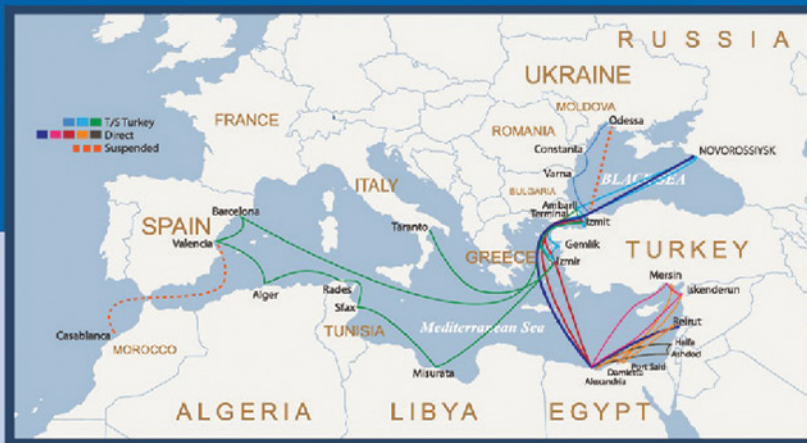 RUSSIA
UKRAINE
MOLDOVA
Odessa
FRANCE
T/S Turkey
Direct
Suspended
ROMANIA
Constanta
NOVOROSSIYSK
Varna
BLACK SEA
ITALY
BULGARIA
Ambarli
Terminal
Izmit
Barcelona
SPAIN
Valencia
Taranto
Gemlik
GREECE
Izmir
TURKEY
Mersin
Iskenderun
Alger
Rades
Sfax
TUNISIA
Mediterranean Sea
Beirut
Casablanca
MOROCCO
Haifa
Ashdod
Port Said
Damietta
Alexandria
Misurata
ALGERIA
LIBYA
EGYPT